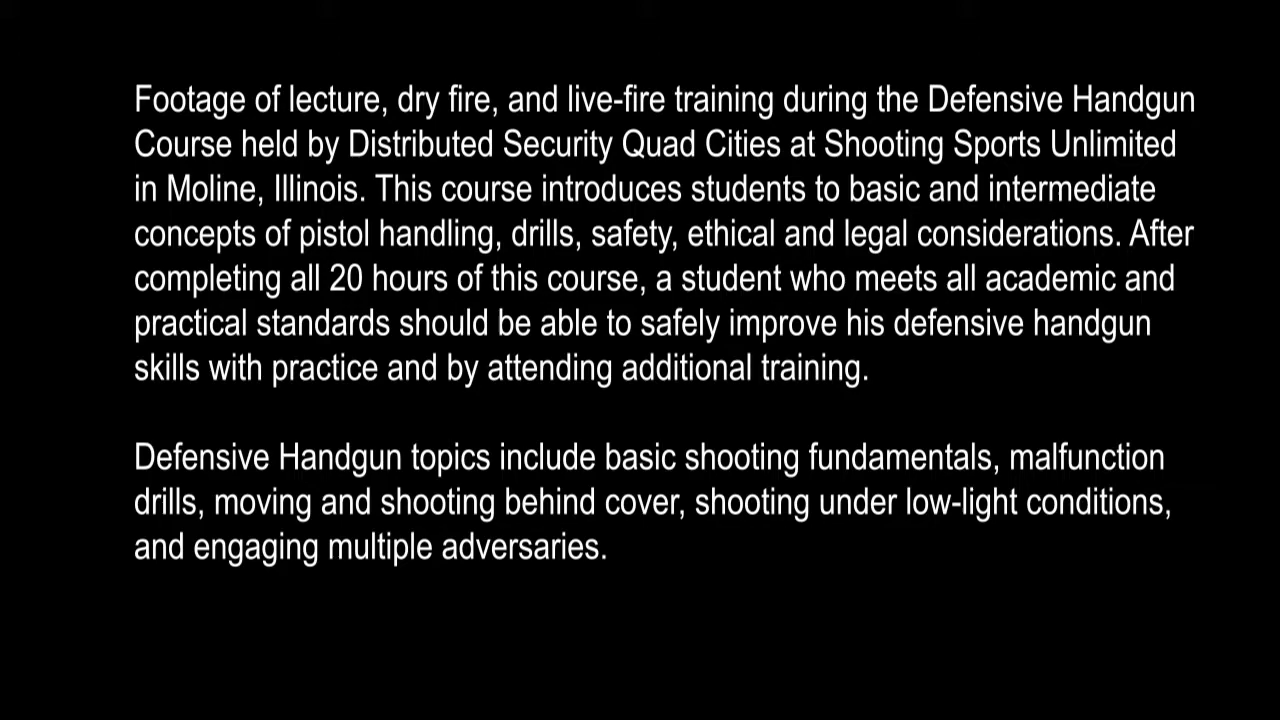 Footage of lecture, dry fire, and live-fire training during the Defensive Handgun
Course held by Distributed Security Quad Cities at Shooting Sports Unlimited
in Moline, Illinois. This course introduces students to basic and intermediate
concepts of pistol handling, drills, safety, ethical and legal considerations. After
completing all 20 hours of this course, a student who meets all academic and
practical standards should be able to safely improve his defensive handgun
skills with practice and by attending additional training.
Defensive Handgun topics include basic shooting fundamentals, malfunction
drills, moving and shooting behind cover, shooting under low-light conditions,
and engaging multiple adversaries.